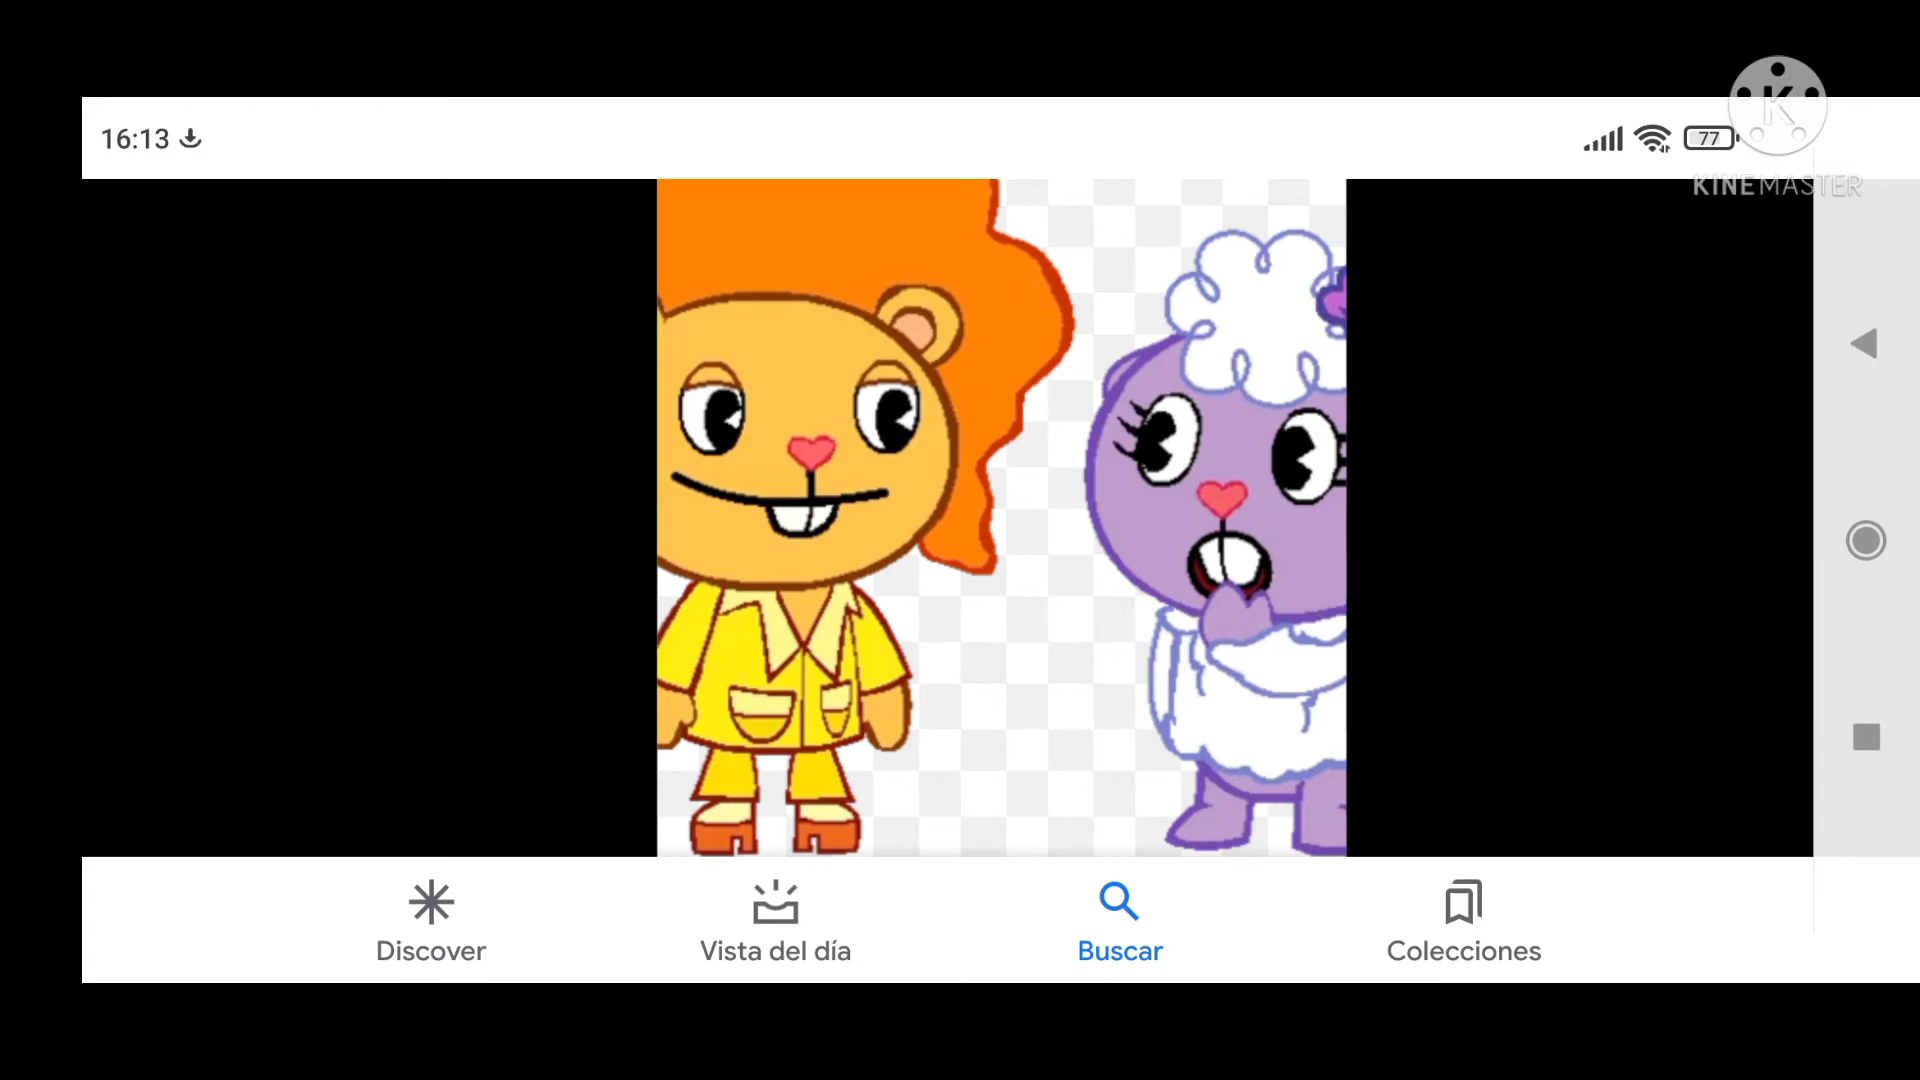 16:13
77
K
KINEMASTER
Discover
Vista del día
Buscar
Colecciones